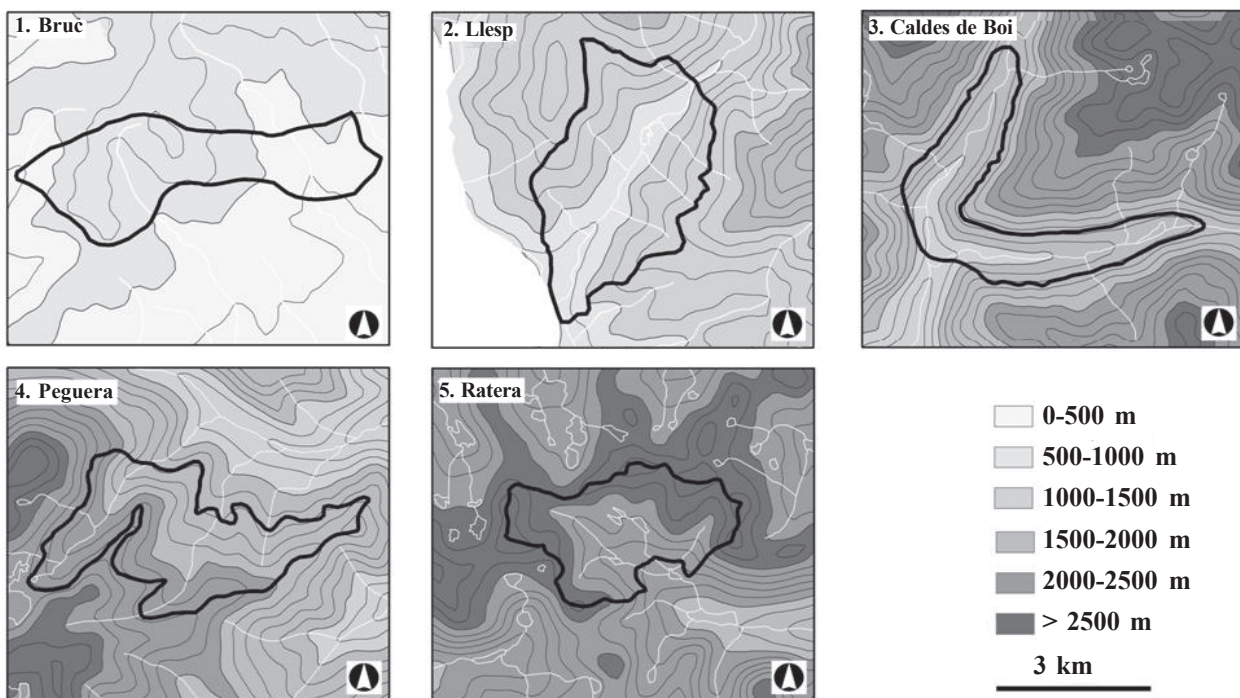 1. Bruc
2. Llesp
3. Caldes de Boi
4. Peguera
5. Ratera
0-500 m
500-1000 m
1000-1500 m
1500-2000 m
2000-2500 m
> 2500 m
3 km